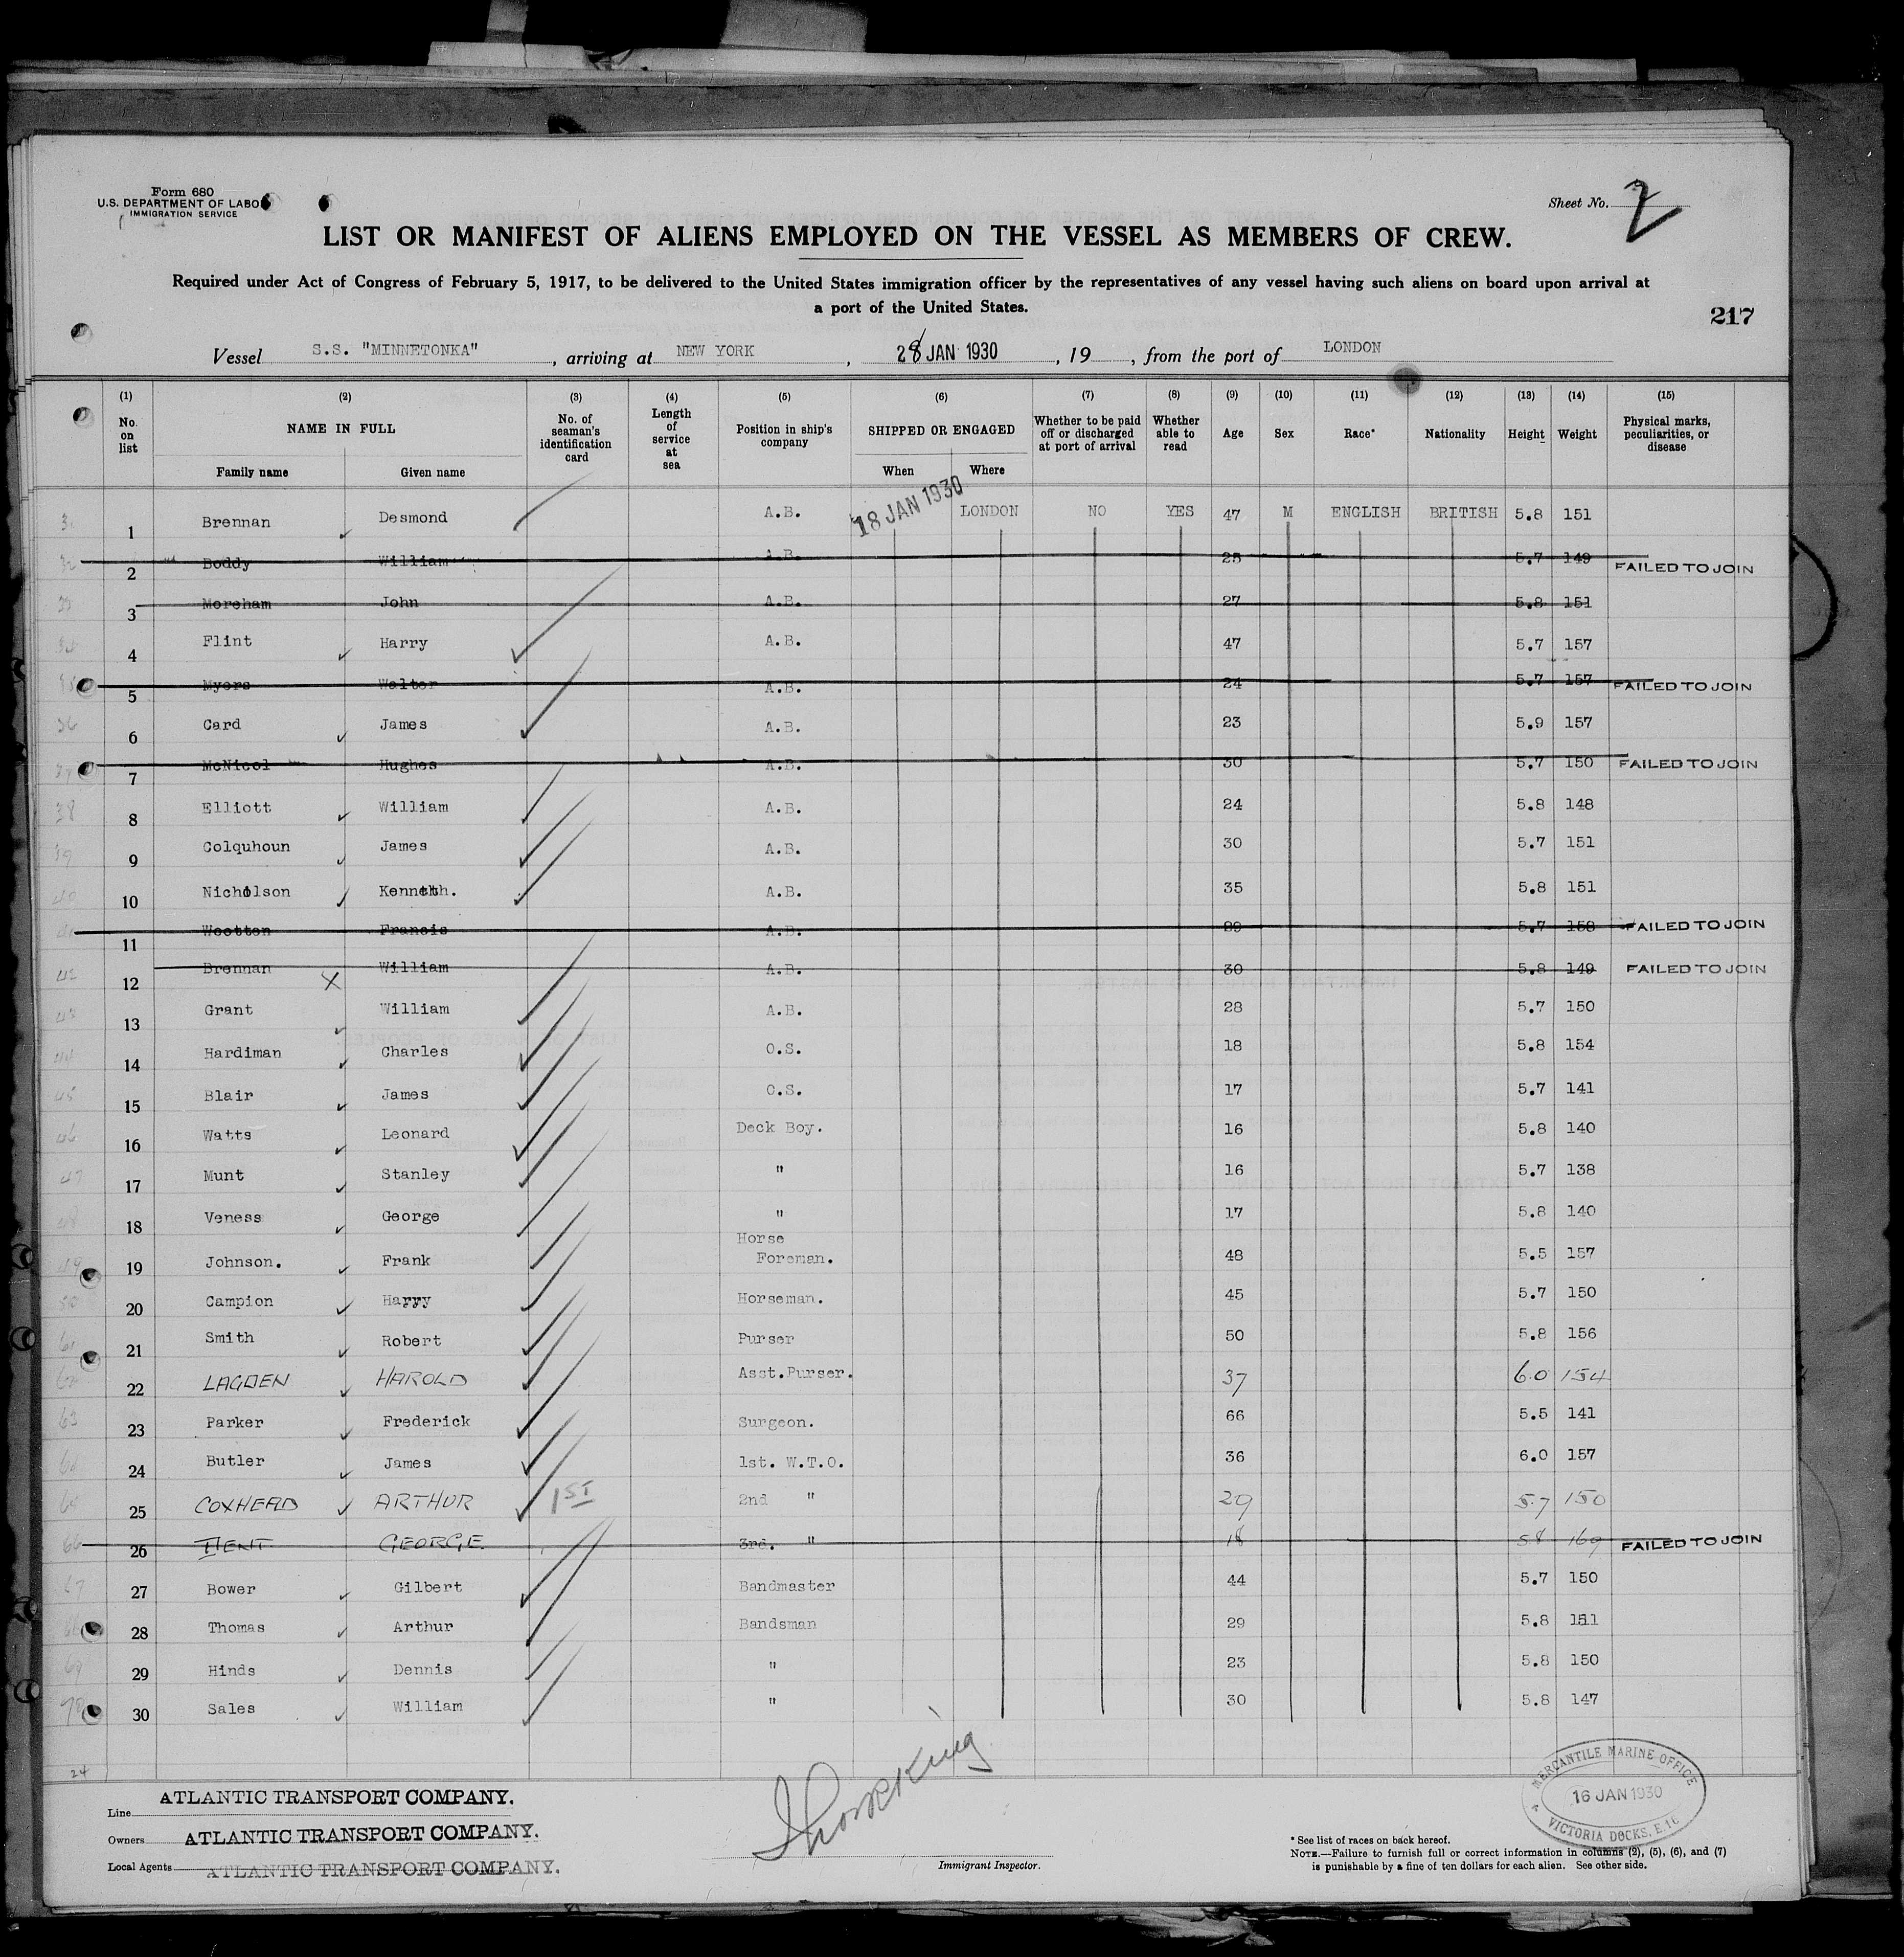 Form 680
U.S. DEPARTMENT OF LABOR
IMMIGRATION SERVICE
Sheet No. 2
LIST OR MANIFEST OF ALIENS EMPLOYED ON THE VESSEL AS MEMBERS OF CREW.
Required under Act of Congress of February 5, 1917, to be delivered to the United States immigration officer by the representatives of any vessel having such aliens on board upon arrival at
a port of the United States.
217
Vessel S.S. "MINNETONKA" , arriving at NEW YORK , 28 JAN 1930 , 19 , from the port of LONDON
(1) (2) (3) (4) (5) (6) (7) (8) (9) (10) (11) (12) (13) (14) (15)
No. on list NAME IN FULL No. of seaman's identification card Length of service at sea Position in ship's company SHIPPED OR ENGAGED Whether to be paid off or discharged at port of arrival Whether able to read Age Sex Race* Nationality Height Weight Physical marks, peculiarities, or disease
Family name Given name When Where
1 Brennan Desmond A.B. 18 JAN 1930 LONDON NO YES 47 M ENGLISH BRITISH 5.8 151
2 Boddy William A.B. 25 5.7 149 FAILED TO JOIN
3 Moreham John A.B. 27 5.8 151
4 Flint Harry A.B. 47 5.7 157
5 Myers Walter A.B. 24 5.7 157 FAILED TO JOIN
6 Card James A.B. 23 5.9 157
7 McNicol Hughes A.B. 30 5.7 150 FAILED TO JOIN
8 Elliott William A.B. 24 5.8 148
9 Colquhoun James A.B. 30 5.7 151
10 Nicholson Kenneth. A.B. 35 5.8 151
11 Wootten Francis A.B. 5.7 158 FAILED TO JOIN
12 Brennan William A.B. 30 5.8 149 FAILED TO JOIN
13 Grant William A.B. 28 5.7 150
14 Hardiman Charles O.S. 18 5.8 154
15 Blair James O.S. 17 5.7 141
16 Watts Leonard Deck Boy. 16 5.8 140
17 Munt Stanley " 16 5.7 138
18 Veness George " 17 5.8 140
19 Johnson. Frank Horse Foreman. 48 5.5 157
20 Campion Harry Horseman. 45 5.7 150
21 Smith Robert Purser 50 5.8 156
22 LAGDEN HAROLD Asst.Purser. 37 6.0 154
23 Parker Frederick Surgeon. 66 5.5 141
24 Butler James 1st. W.T.O. 36 6.0 157
25 COXHEAD ARTHUR 1ST 2nd " 29 5.7 150
26 GEORGE 3rd. " 18 5.8 169 FAILED TO JOIN
27 Bower Gilbert Bandmaster 44 5.7 150
28 Thomas Arthur Bandsman 29 5.8 151
29 Hinds Dennis " 23 5.8 150
30 Sales William " 30 5.8 147
24
Line ATLANTIC TRANSPORT COMPANY.
Owners ATLANTIC TRANSPORT COMPANY.
Local Agents ATLANTIC TRANSPORT COMPANY.
Immigrant Inspector.
MERCANTILE MARINE OFFICE
16 JAN 1930
VICTORIA DOCKS, E.16
* See list of races on back hereof.
NOTE.—Failure to furnish full or correct information in columns (2), (5), (6), and (7)
is punishable by a fine of ten dollars for each alien. See other side.